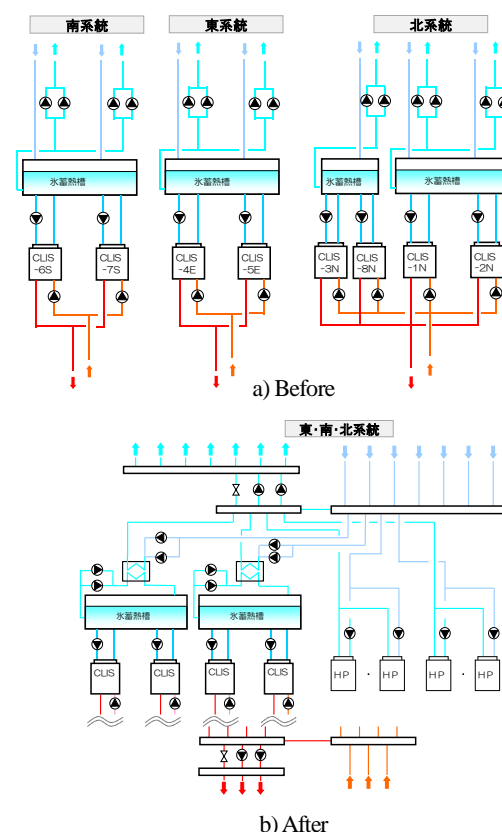 南系統 東系統 北系統
氷蓄熱槽 氷蓄熱槽 氷蓄熱槽 氷蓄熱槽
CLIS -6S CLIS -7S CLIS -4E CLIS -5E CLIS -3N CLIS -8N CLIS -1N CLIS -2N
a) Before
東・南・北系統
氷蓄熱槽 氷蓄熱槽
CLIS CLIS CLIS CLIS HP ・ HP HP ・ HP
b) After